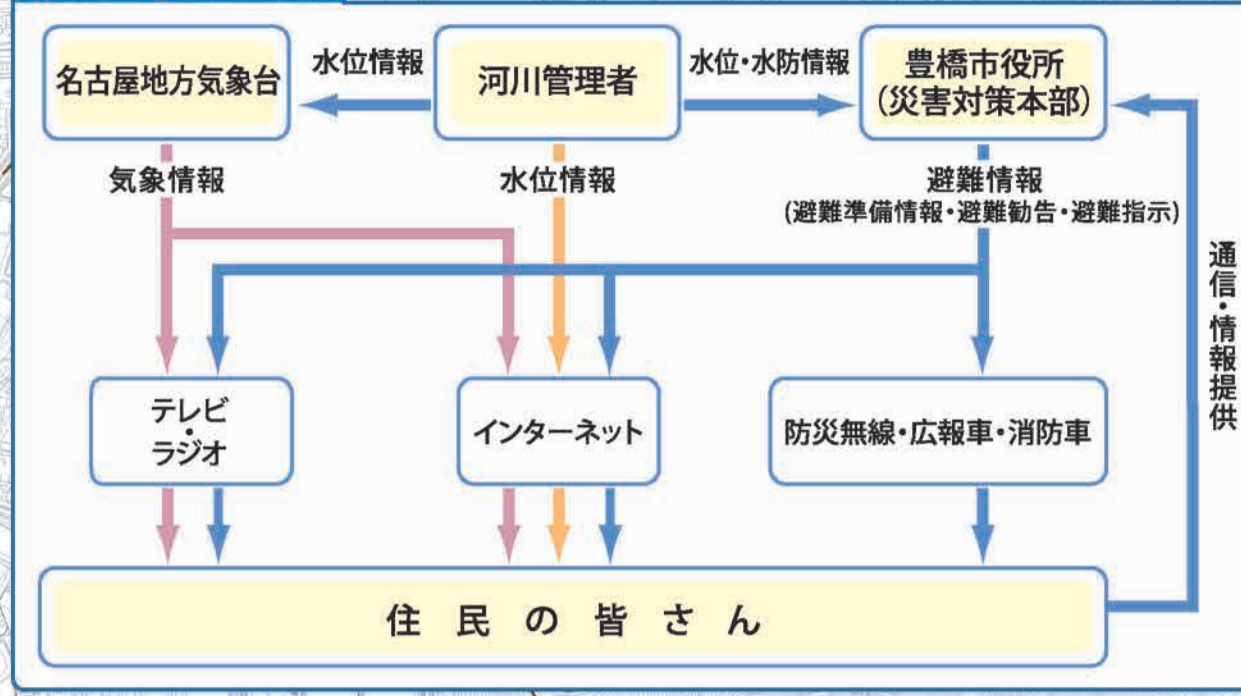 名古屋地方気象台
水位情報
河川管理者
水位・水防情報
豊橋市役所
(災害対策本部)
気象情報
水位情報
避難情報
(避難準備情報・避難勧告・避難指示)
通信・情報提供
テレビ
・
ラジオ
インターネット
防災無線・広報車・消防車
住民の皆さん